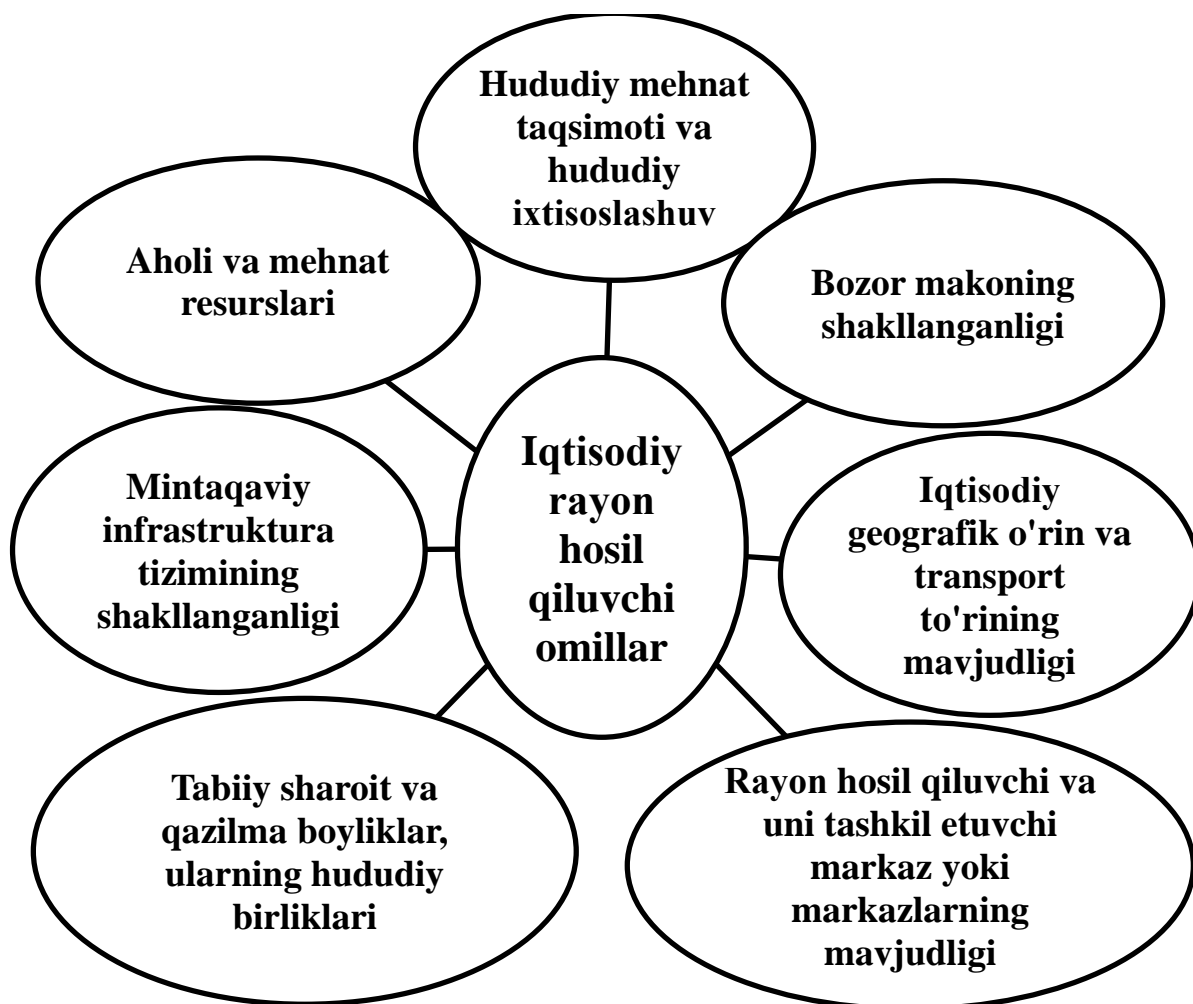 Hududiy mehnat
taqsimoti va
hududiy
ixtisoslashuv
Aholi va mehnat
resurslari
Bozor makoning
shakllanganligi
Iqtisodiy
rayon
hosil
qiluvchi
omillar
Mintaqaviy
infrastruktura
tizimining
shakllanganligi
Iqtisodiy
geografik o'rin va
transport
to'rining
mavjudligi
Tabiiy sharoit va
qazilma boyliklar,
ularning hududiy
birliklari
Rayon hosil qiluvchi va
uni tashkil etuvchi
markaz yoki
markazlarning
mavjudligi